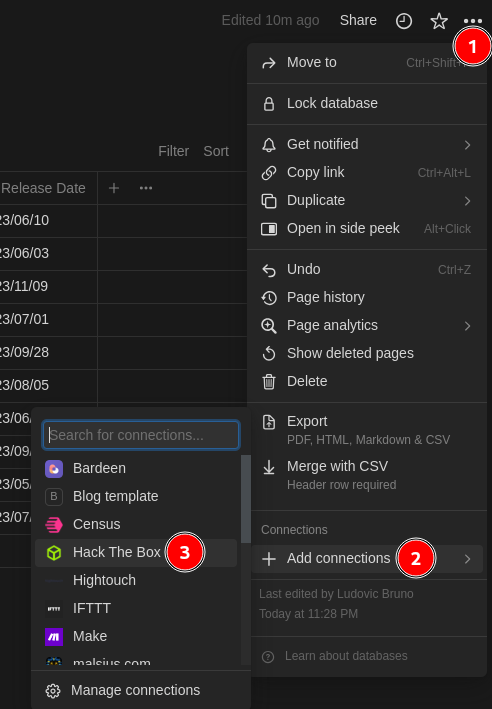 Edited 10m ago Share
1
Move to Ctrl+Shift+
Lock database
Filter Sort
Get notified
Copy link Ctrl+Alt+L
Release Date
Duplicate
23/06/10
Open in side peek Alt+Click
23/06/03
Undo Ctrl+Z
23/11/09
Page history
23/07/01
Page analytics
23/09/28
Show deleted pages
23/08/05
Delete
23/06/
Export
PDF, HTML, Markdown & CSV
23/09/
Merge with CSV
Header row required
23/05/
23/07/
Connections
Add connections 2
Last edited by Ludovic Bruno
Today at 11:28 PM
Learn about databases
Search for connections...
Bardeen
B Blog template
Census
Hack The Box 3
Hightouch
IFTTT IFTTT
Make
malsius.com
Manage connections